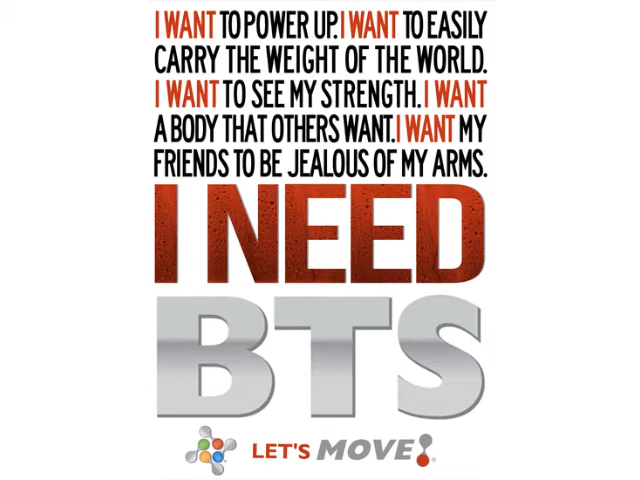 I WANT TO POWER UP. I WANT TO EASILY
CARRY THE WEIGHT OF THE WORLD.
I WANT TO SEE MY STRENGTH. I WANT
A BODY THAT OTHERS WANT. I WANT MY
FRIENDS TO BE JEALOUS OF MY ARMS.
I NEED
BTS
LET'S MOVE!®